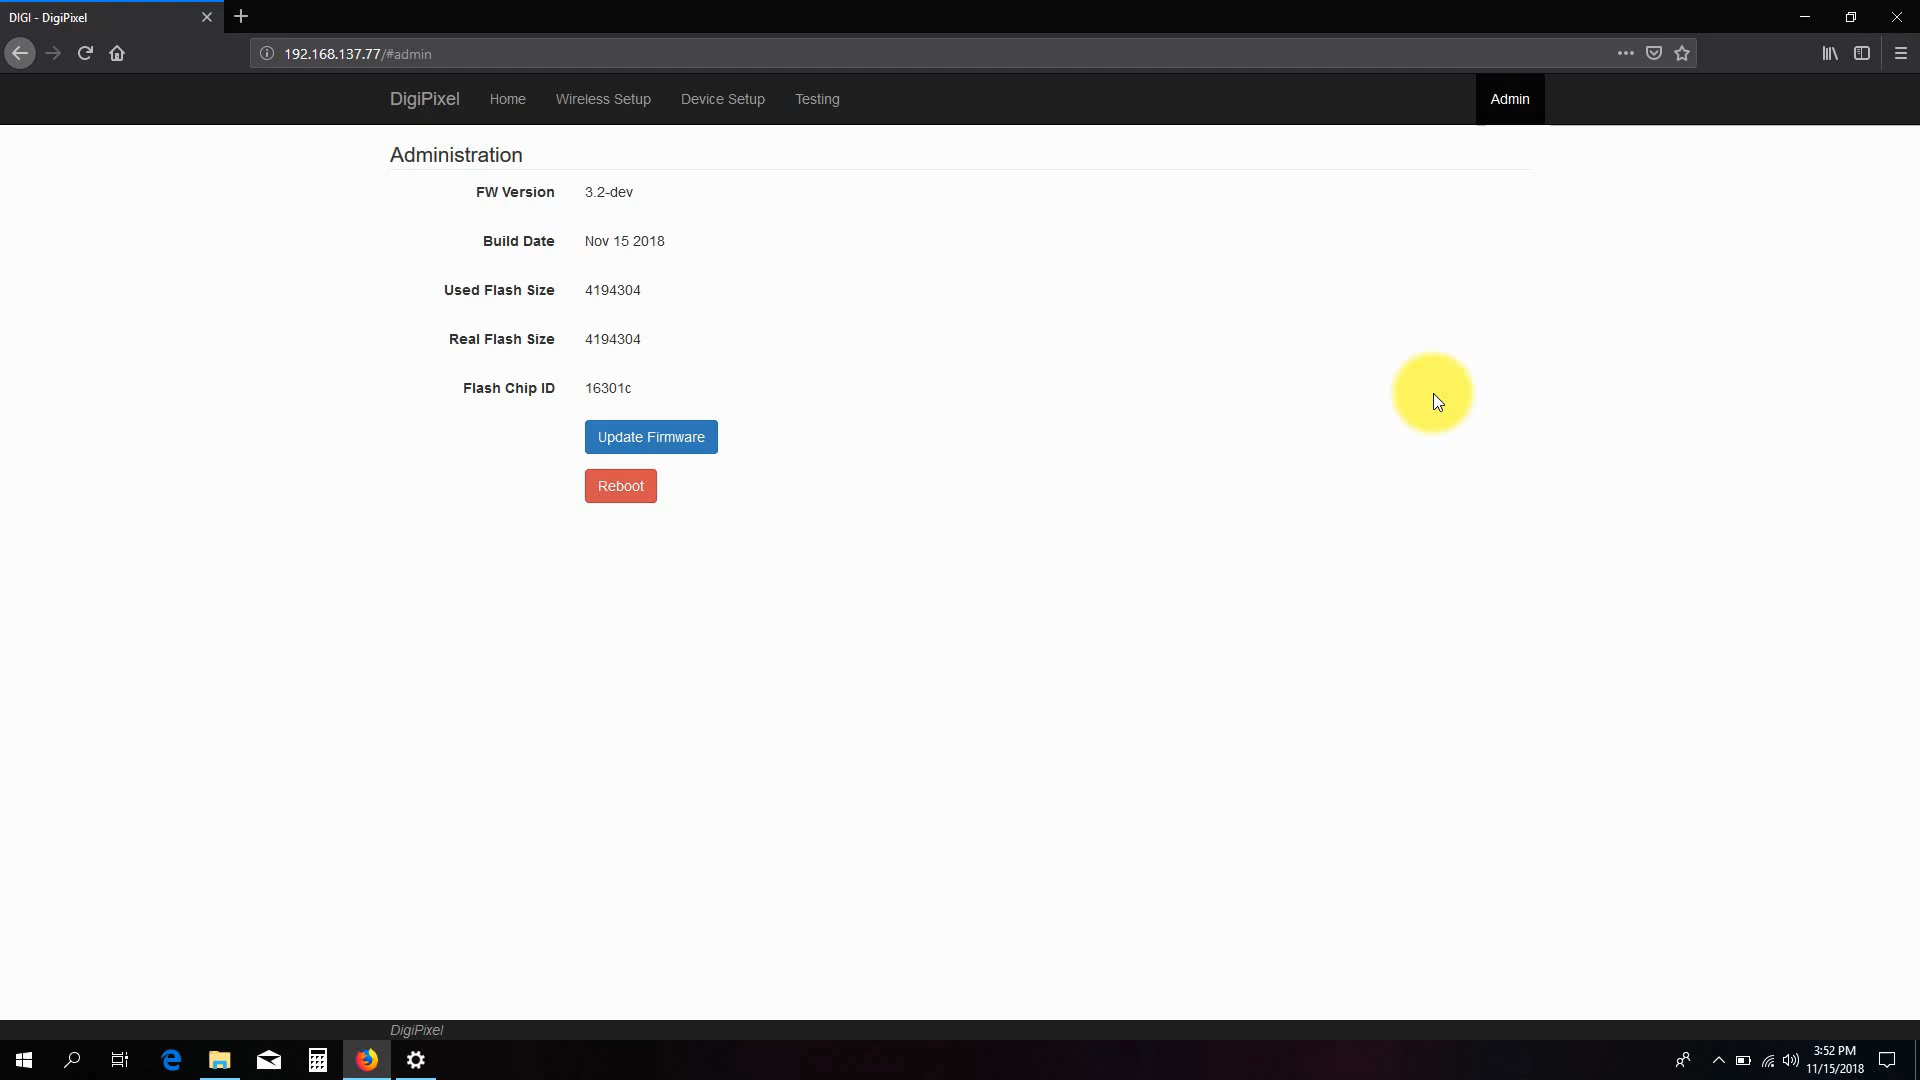 DIGI - DigiPixel
192.168.137.77/#admin
DigiPixel Home Wireless Setup Device Setup Testing Admin
Administration
FW Version 3.2-dev
Build Date Nov 15 2018
Used Flash Size 4194304
Real Flash Size 4194304
Flash Chip ID 16301c
Update Firmware
Reboot
DigiPixel
3:52 PM
11/15/2018